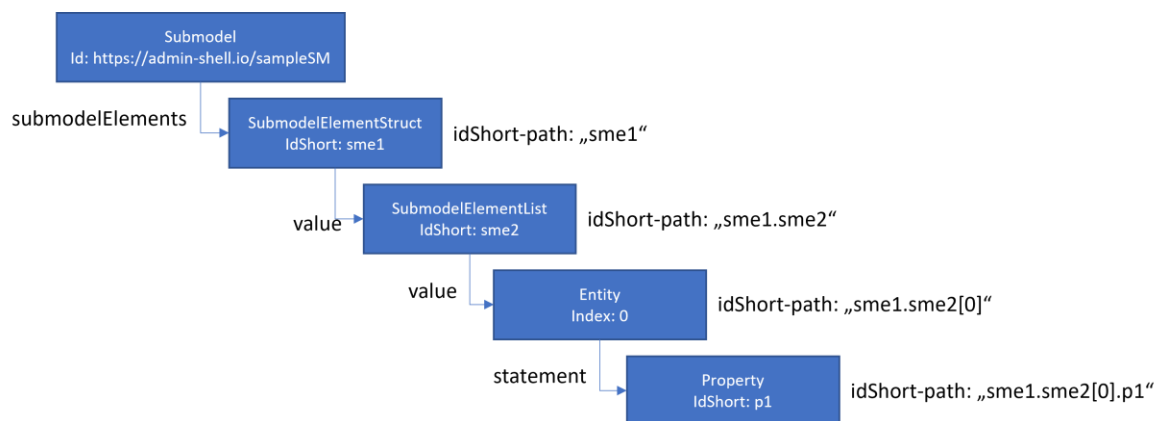 Submodel
Id: https://admin-shell.io/sampleSM
submodelElements
SubmodelElementStruct
IdShort: sme1
idShort-path: „sme1“
value
SubmodelElementList
IdShort: sme2
idShort-path: „sme1.sme2“
value
Entity
Index: 0
idShort-path: „sme1.sme2[0]“
statement
Property
IdShort: p1
idShort-path: „sme1.sme2[0].p1“